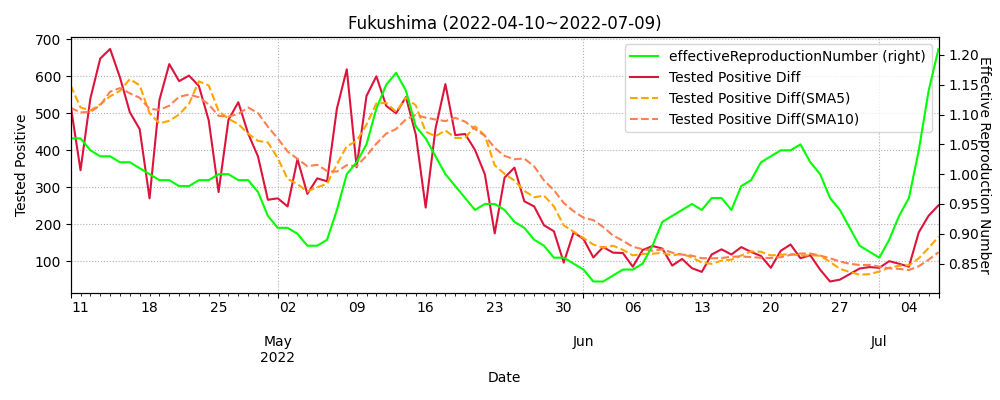 Fukushima (2022-04-10~2022-07-09)
effectiveReproductionNumber (right)
Tested Positive Diff
Tested Positive Diff(SMA5)
Tested Positive Diff(SMA10)
Tested Positive
700
600
500
400
300
200
100
1.20
1.15
1.10
1.05
1.00
0.95
0.90
0.85
Effective Reproduction Number
11 18 25 02 09 16 23 30 06 13 20 27 04
May Jun Jul
2022
Date